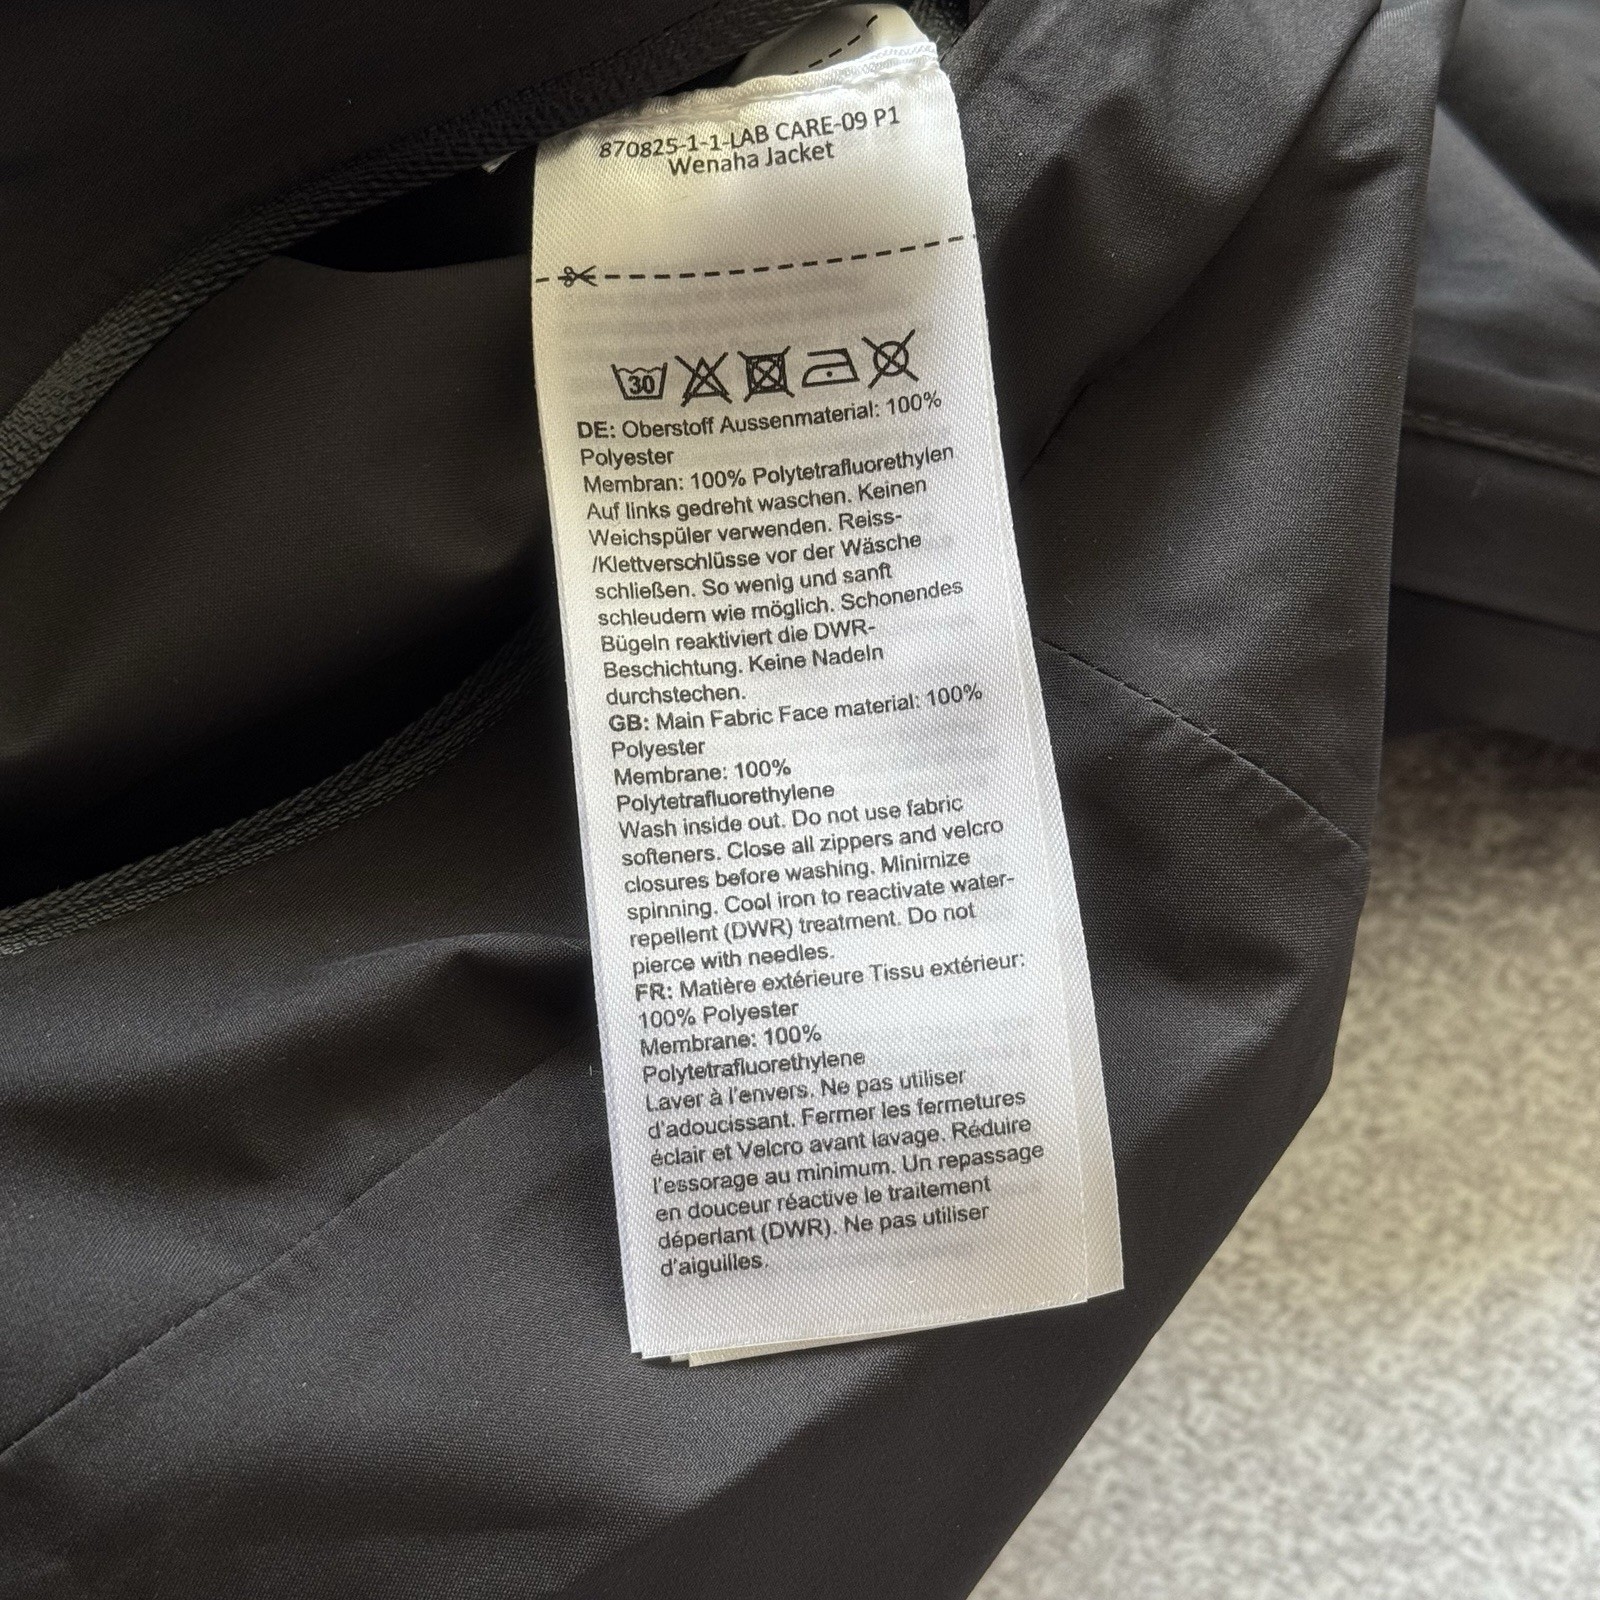 870825-1-1-LAB CARE-09 P1
Wenaha Jacket
30
DE: Oberstoff Aussenmaterial: 100%
Polyester
Membran: 100% Polytetrafluorethylen
Auf links gedreht waschen. Keinen
Weichspüler verwenden. Reiss-
/Klettverschlüsse vor der Wäsche
schließen. So wenig und sanft
schleudern wie möglich. Schonendes
Bügeln reaktiviert die DWR-
Beschichtung. Keine Nadeln
durchstechen.
GB: Main Fabric Face material: 100%
Polyester
Membrane: 100%
Polytetrafluorethylene
Wash inside out. Do not use fabric
softeners. Close all zippers and velcro
closures before washing. Minimize
spinning. Cool iron to reactivate water-
repellent (DWR) treatment. Do not
pierce with needles.
FR: Matière extérieure Tissu extérieur:
100% Polyester
Membrane: 100%
Polytetrafluorethylene
Laver à l'envers. Ne pas utiliser
d'adoucissant. Fermer les fermetures
éclair et Velcro avant lavage. Réduire
l'essorage au minimum. Un repassage
en douceur réactive le traitement
déperlant (DWR). Ne pas utiliser
d'aiguilles.